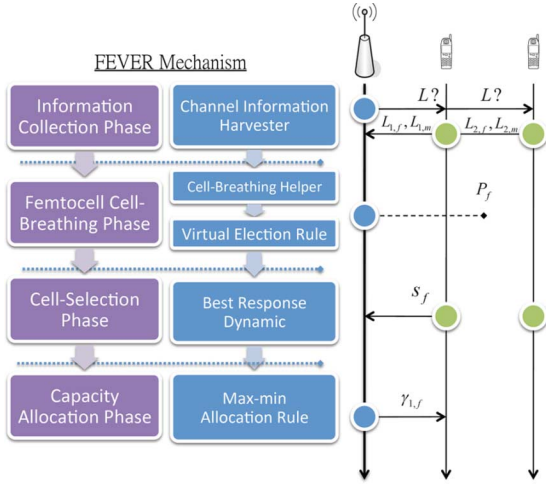 FEVER Mechanism
Information
Collection Phase
Channel Information
Harvester
L?
L?
L1,f, L1,m
L2,f, L2,m
Femtocell Cell-
Breathing Phase
Cell-Breathing Helper
Virtual Election Rule
Pf
Cell-Selection
Phase
Best Response
Dynamic
sf
Capacity
Allocation Phase
Max-min
Allocation Rule
γ1,f